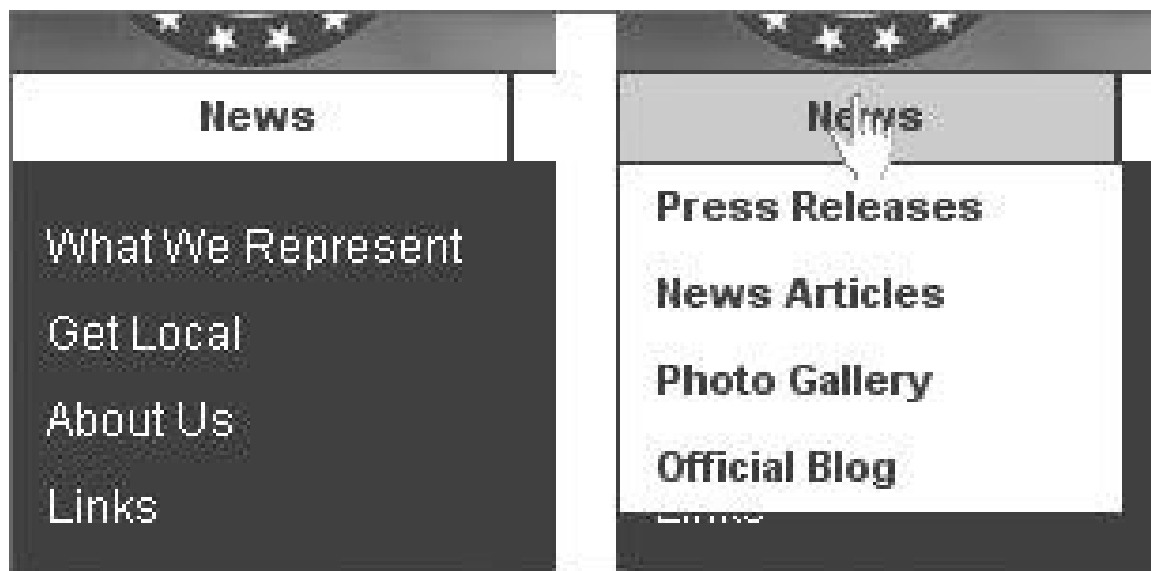 News
What We Represent
Get Local
About Us
Links
News
Press Releases
News Articles
Photo Gallery
Official Blog